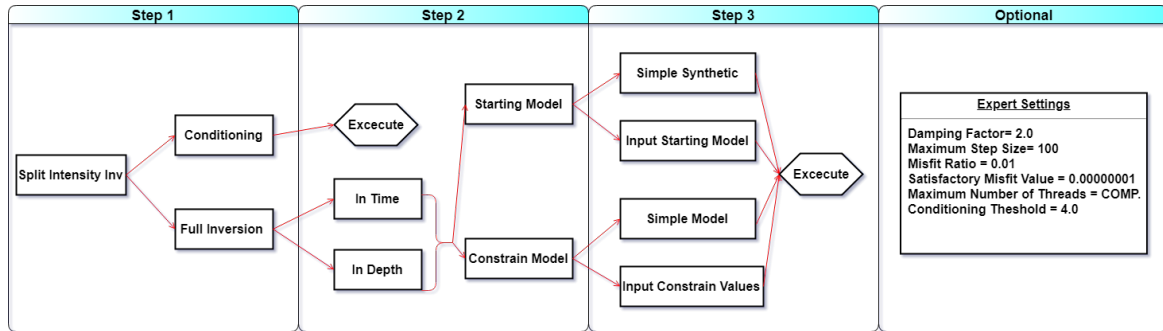 Step 1
Step 2
Step 3
Optional
Split Intensity Inv
Conditioning
Full Inversion
Excecute
In Time
In Depth
Starting Model
Constrain Model
Simple Synthetic
Input Starting Model
Simple Model
Input Constrain Values
Excecute
Expert Settings
Damping Factor= 2.0
Maximum Step Size= 100
Misfit Ratio = 0.01
Satisfactory Misfit Value = 0.00000001
Maximum Number of Threads = COMP.
Conditioning Theshold = 4.0